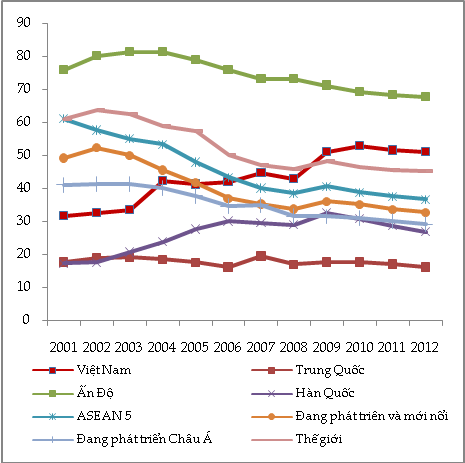 90
80
70
60
50
40
30
20
10
0
2001 2002 2003 2004 2005 2006 2007 2008 2009 2010 2011 2012
Việt Nam Trung Quốc
Ấn Độ Hàn Quốc
ASEAN 5 Đang phát triển và mới nổi
Đang phát triển Châu Á Thế giới